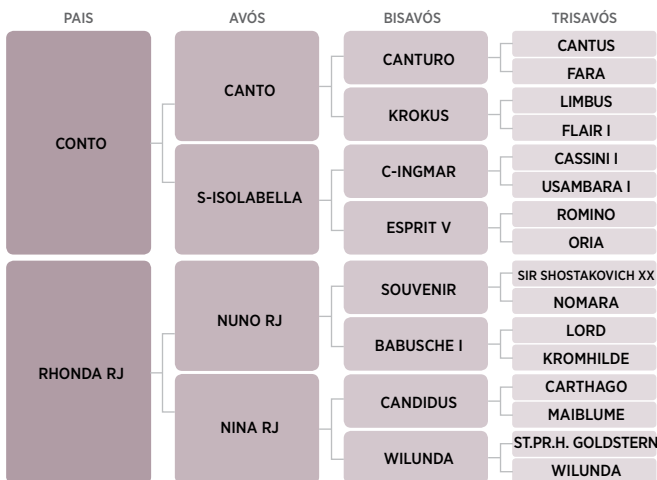 PAIS
AVÓS
BISAVÓS
TRISAVÓS
CONTO
CANTO
CANTURO
CANTUS
FARA
KROKUS
LIMBUS
FLAIR I
S-ISOLABELLA
C-INGMAR
CASSINI I
USAMBARA I
ESPRIT V
ROMINO
ORIA
RHONDA RJ
NUNO RJ
SOUVENIR
SIR SHOSTAKOVICH XX
NOMARA
BABUSCHE I
LORD
KROMHILDE
NINA RJ
CANDIDUS
CARTHAGO
MAIBLUME
WILUNDA
ST.PR.H. GOLDSTERN
WILUNDA